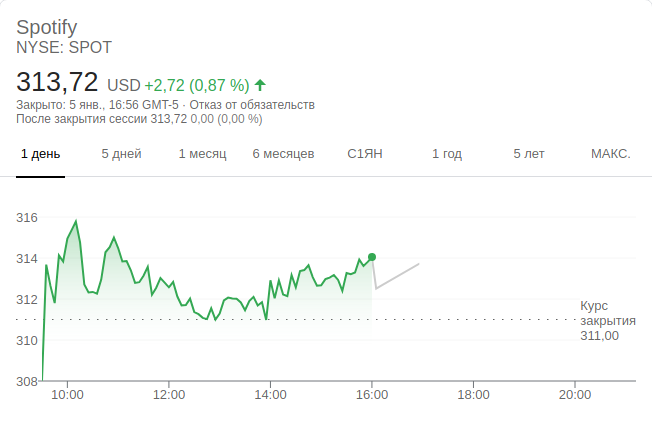 Spotify
NYSE: SPOT
313,72 USD +2,72 (0,87 %)
Закрыто: 5 янв., 16:56 GMT-5 · Отказ от обязательств
После закрытия сессии 313,72 0,00 (0,00 %)
1 день 5 дней 1 месяц 6 месяцев С1ЯН 1 год 5 лет МАКС.
316
314
312
Курс
закрытия
311,00
310
308
10:00 12:00 14:00 16:00 18:00 20:00